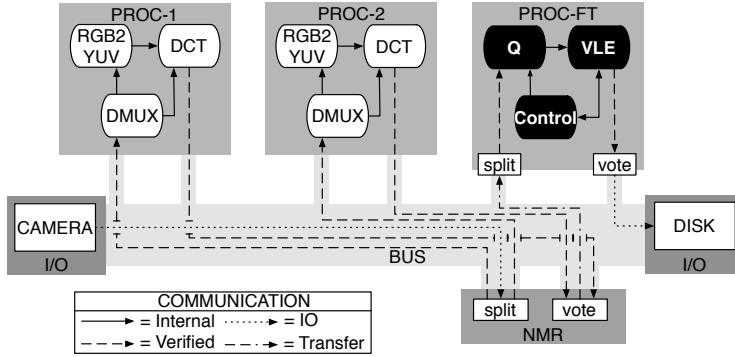 PROC-1
PROC-2
PROC-FT
RGB2
YUV
DCT
RGB2
YUV
DCT
Q
VLE
DMUX
DMUX
Control
split
vote
CAMERA
DISK
I/O
BUS
I/O
COMMUNICATION
= Internal
= IO
= Verified
= Transfer
split
vote
NMR